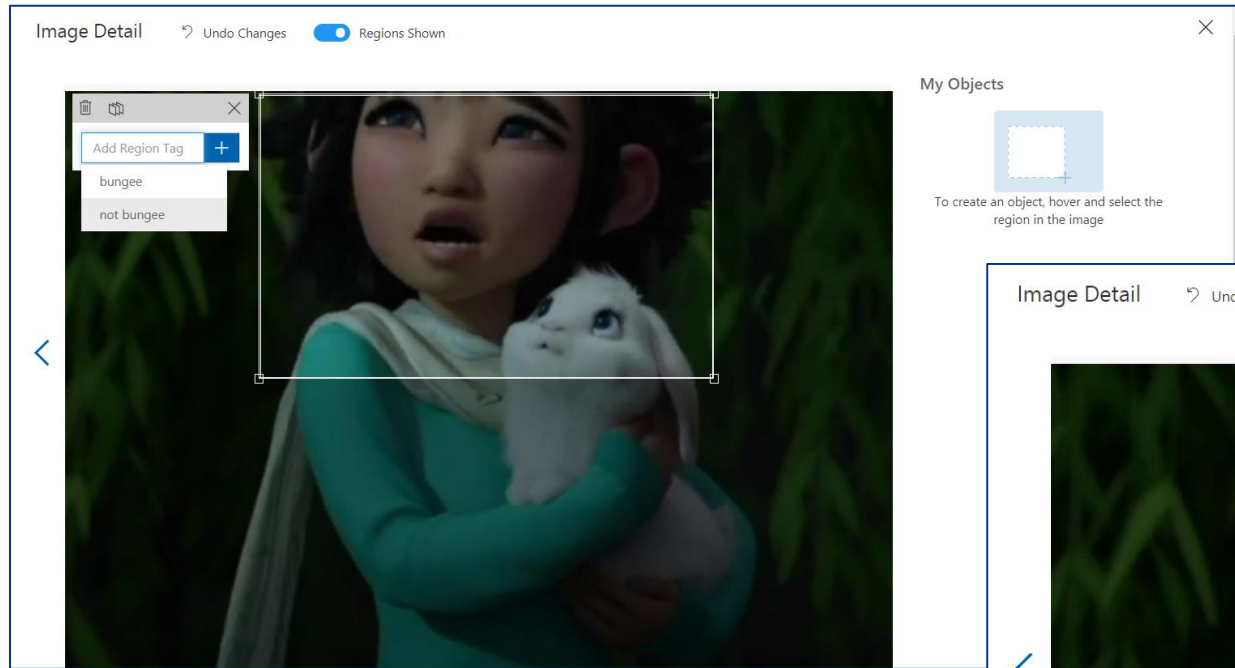 Image Detail Undo Changes Regions Shown
My Objects
Add Region Tag
bungee
not bungee
To create an object, hover and select the
region in the image
Image Detail